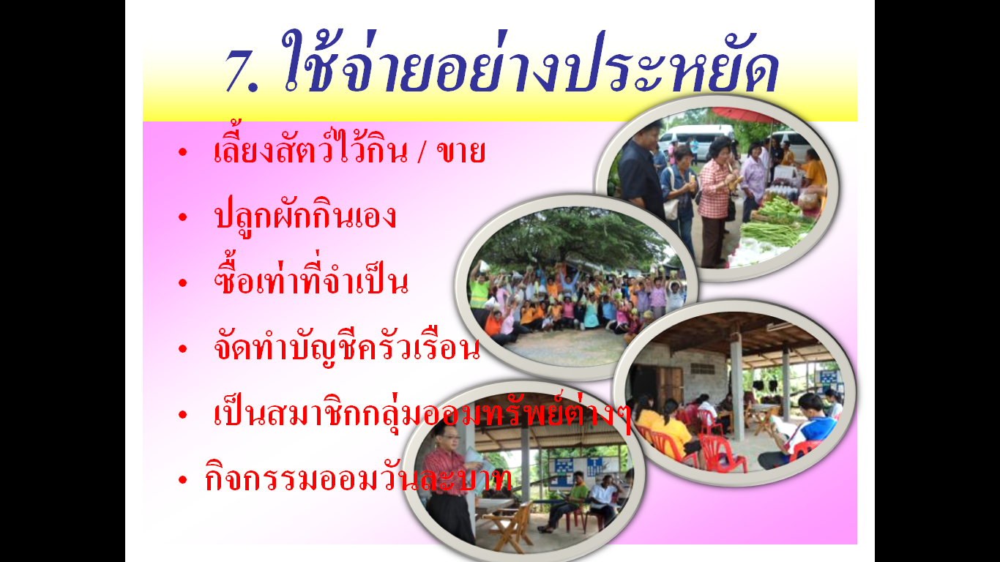 7. ใช้จ่ายอย่างประหยัด
• เลี้ยงสัตว์ไว้กิน / ขาย
• ปลูกผักกินเอง
• ซื้อเท่าที่จำเป็น
• จัดทำบัญชีครัวเรือน
• เป็นสมาชิกกลุ่มออมทรัพย์ต่างๆ
• กิจกรรมออมวันละบาท